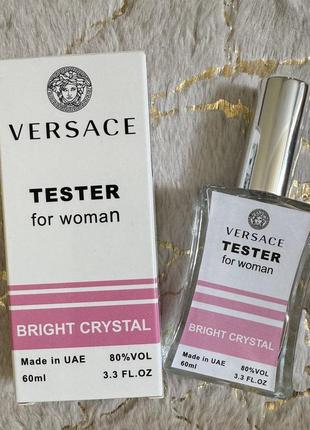 VERSACE
TESTER
for woman
BRIGHT CRYSTAL
Made in UAE 80%VOL
60ml 3.3 FL.OZ
VERSACE
TESTER
for woman
BRIGHT CRYSTAL
Made in UAE 80%VOL
60ml 3.3 FL.OZ